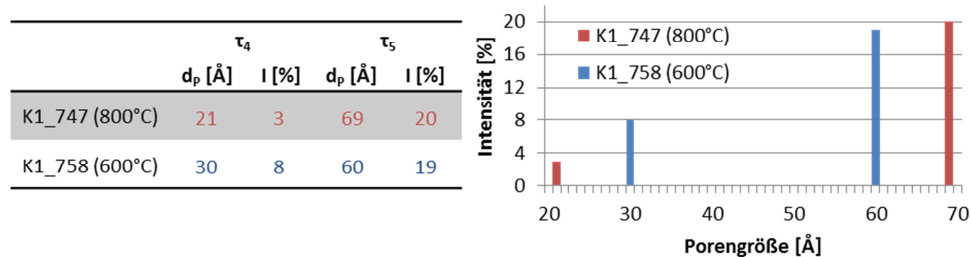 τ4 τ5
dP [Å] I [%] dP [Å] I [%]
K1_747 (800°C) 21 3 69 20
K1_758 (600°C) 30 8 60 19
Intensität [%]
20
16
12
8
4
0
K1_747 (800°C)
K1_758 (600°C)
20 30 40 50 60 70
Porengröße [Å]